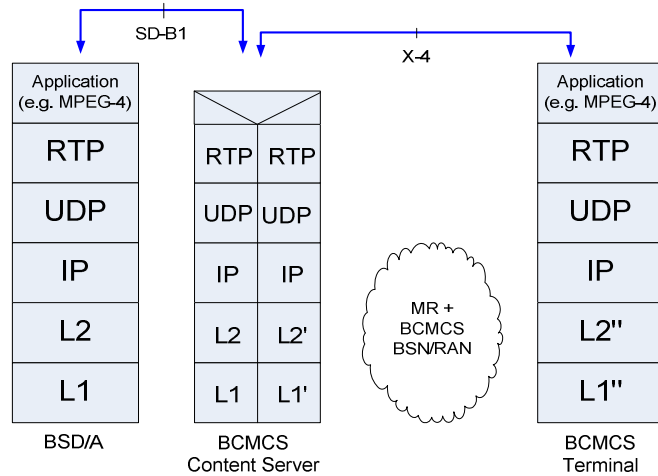 SD-B1
X-4
Application
(e.g. MPEG-4)
RTP
UDP
IP
L2
L1
BSD/A
RTP RTP
UDP UDP
IP IP
L2 L2'
L1 L1'
BCMCS
Content Server
MR +
BCMCS
BSN/RAN
Application
(e.g. MPEG-4)
RTP
UDP
IP
L2"
L1"
BCMCS
Terminal